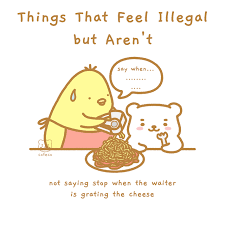 Things That Feel Illegal
but Aren't
say when...
........
....
not saying stop when the waiter
is grating the cheese